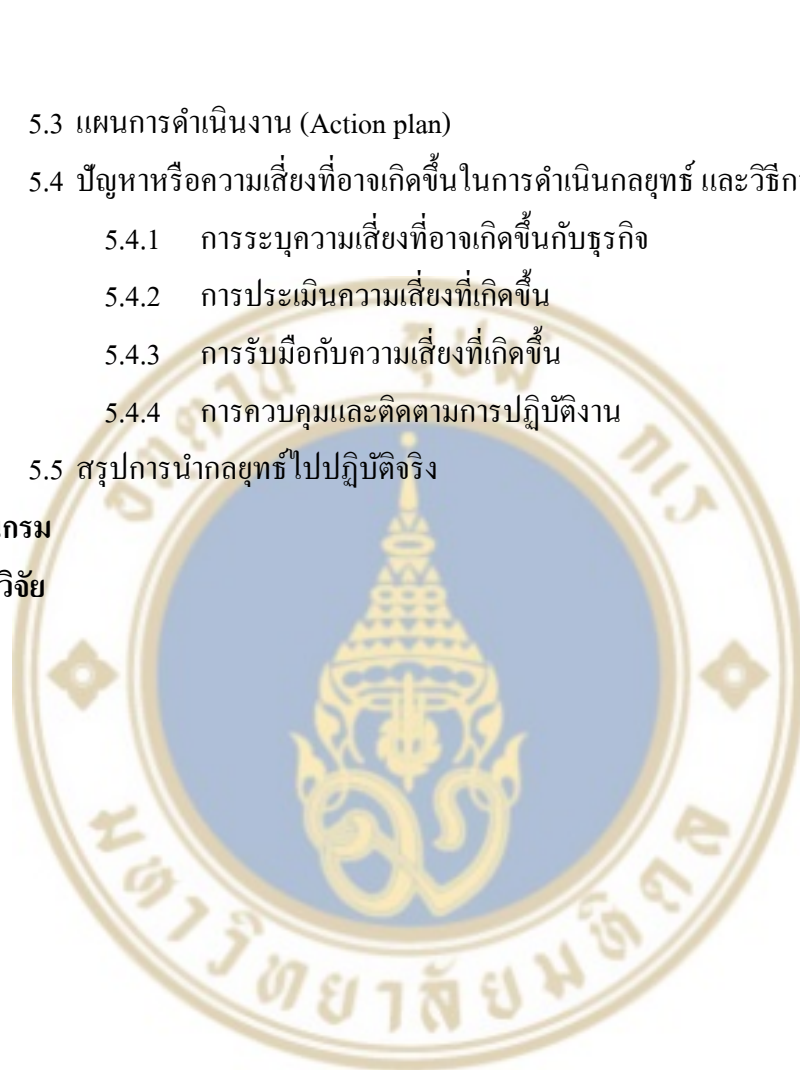 5.3 แผนการดำเนินงาน (Action plan)
5.4 ปัญหาหรือความเสี่ยงที่อาจเกิดขึ้นในการดำเนินกลยุทธ์ และ
5.4.1 การระบุความเสี่ยงที่อาจเกิดขึ้นกับธุรกิจ
5.4.2 การประเมินความเสี่ยงที่เกิดขึ้น
5.4.3 การรับมือกับความเสี่ยงที่เกิดขึ้น
5.4.4 การควบคุมและติดตามการปฏิบัติงาน
5.5 สรุปการนำกลยุทธ์ไปปฏิบัติจริง
วิจัย
อตฺตานํ อุปมํ กเร
มหาวิทยาลัยมหิดล